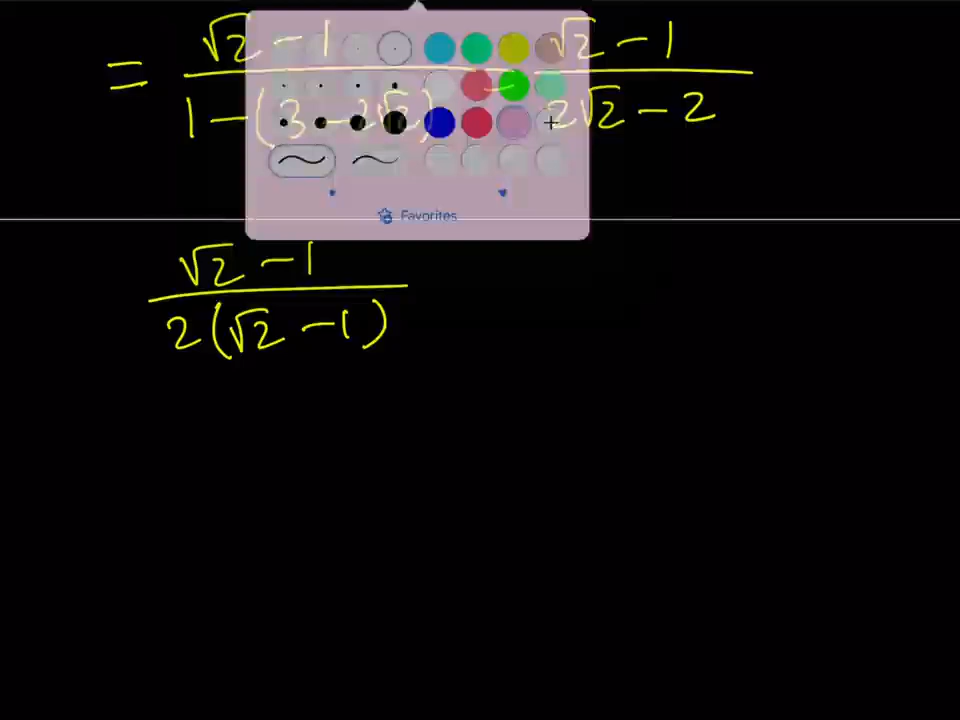 = (√2 − 1)/(1 − (3 − 2√2)) = (√2 − 1)/(2√2 − 2)
Favorites
(√2 − 1)/(2(√2 − 1))